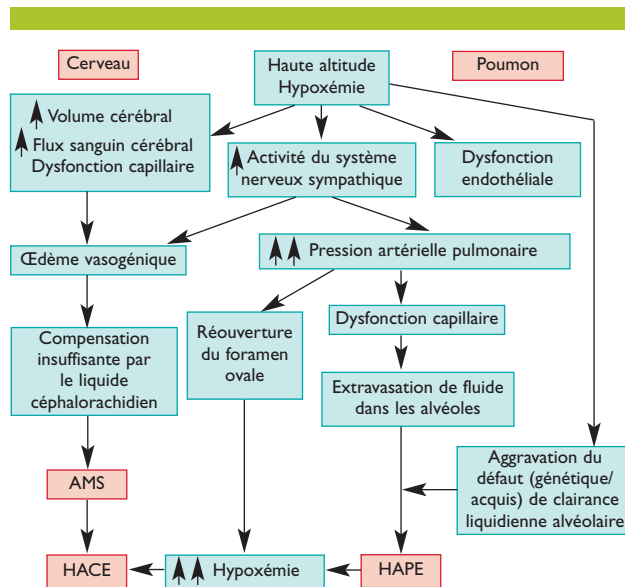 Cerveau
Haute altitude
Hypoxémie
Poumon
Volume cérébral
Flux sanguin cérébral
Dysfonction capillaire
Activité du système
nerveux sympathique
Dysfonction
endothéliale
Œdème vasogénique
Pression artérielle pulmonaire
Compensation
insuffisante par
le liquide
céphalorachidien
Réouverture
du foramen
ovale
Dysfonction capillaire
Extravasation de fluide
dans les alvéoles
AMS
Aggravation du
défaut (génétique/
acquis) de clairance
liquidienne alvéolaire
HACE
Hypoxémie
HAPE